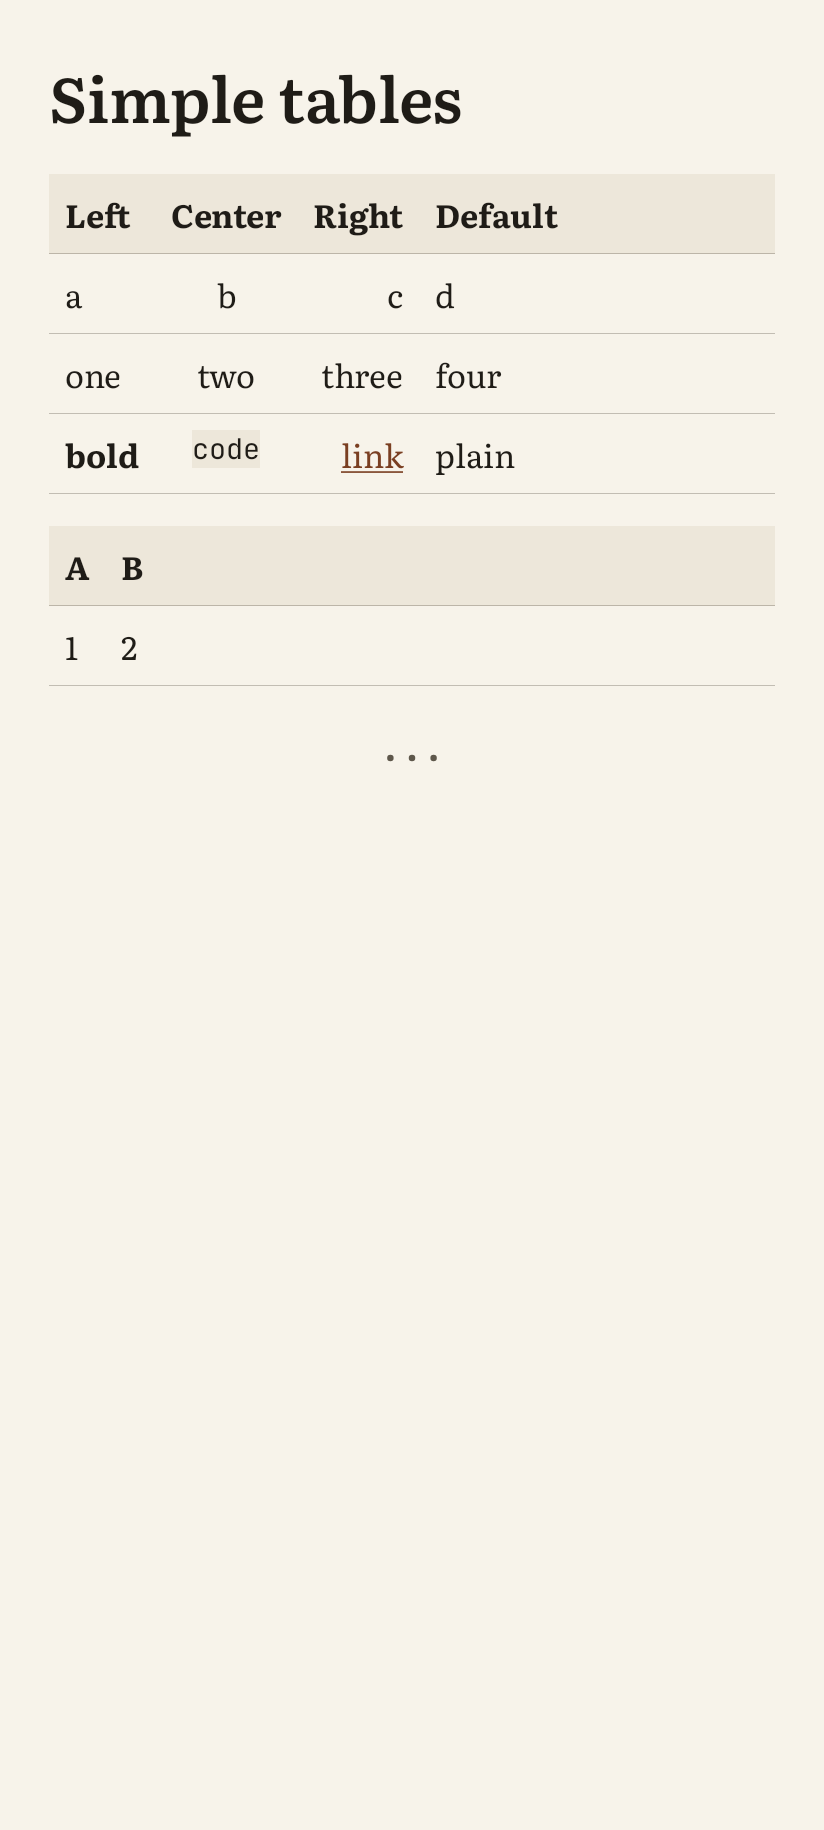 Simple tables
Left Center Right Default
a b c d
one two three four
bold code link plain
A B
1 2
• • •